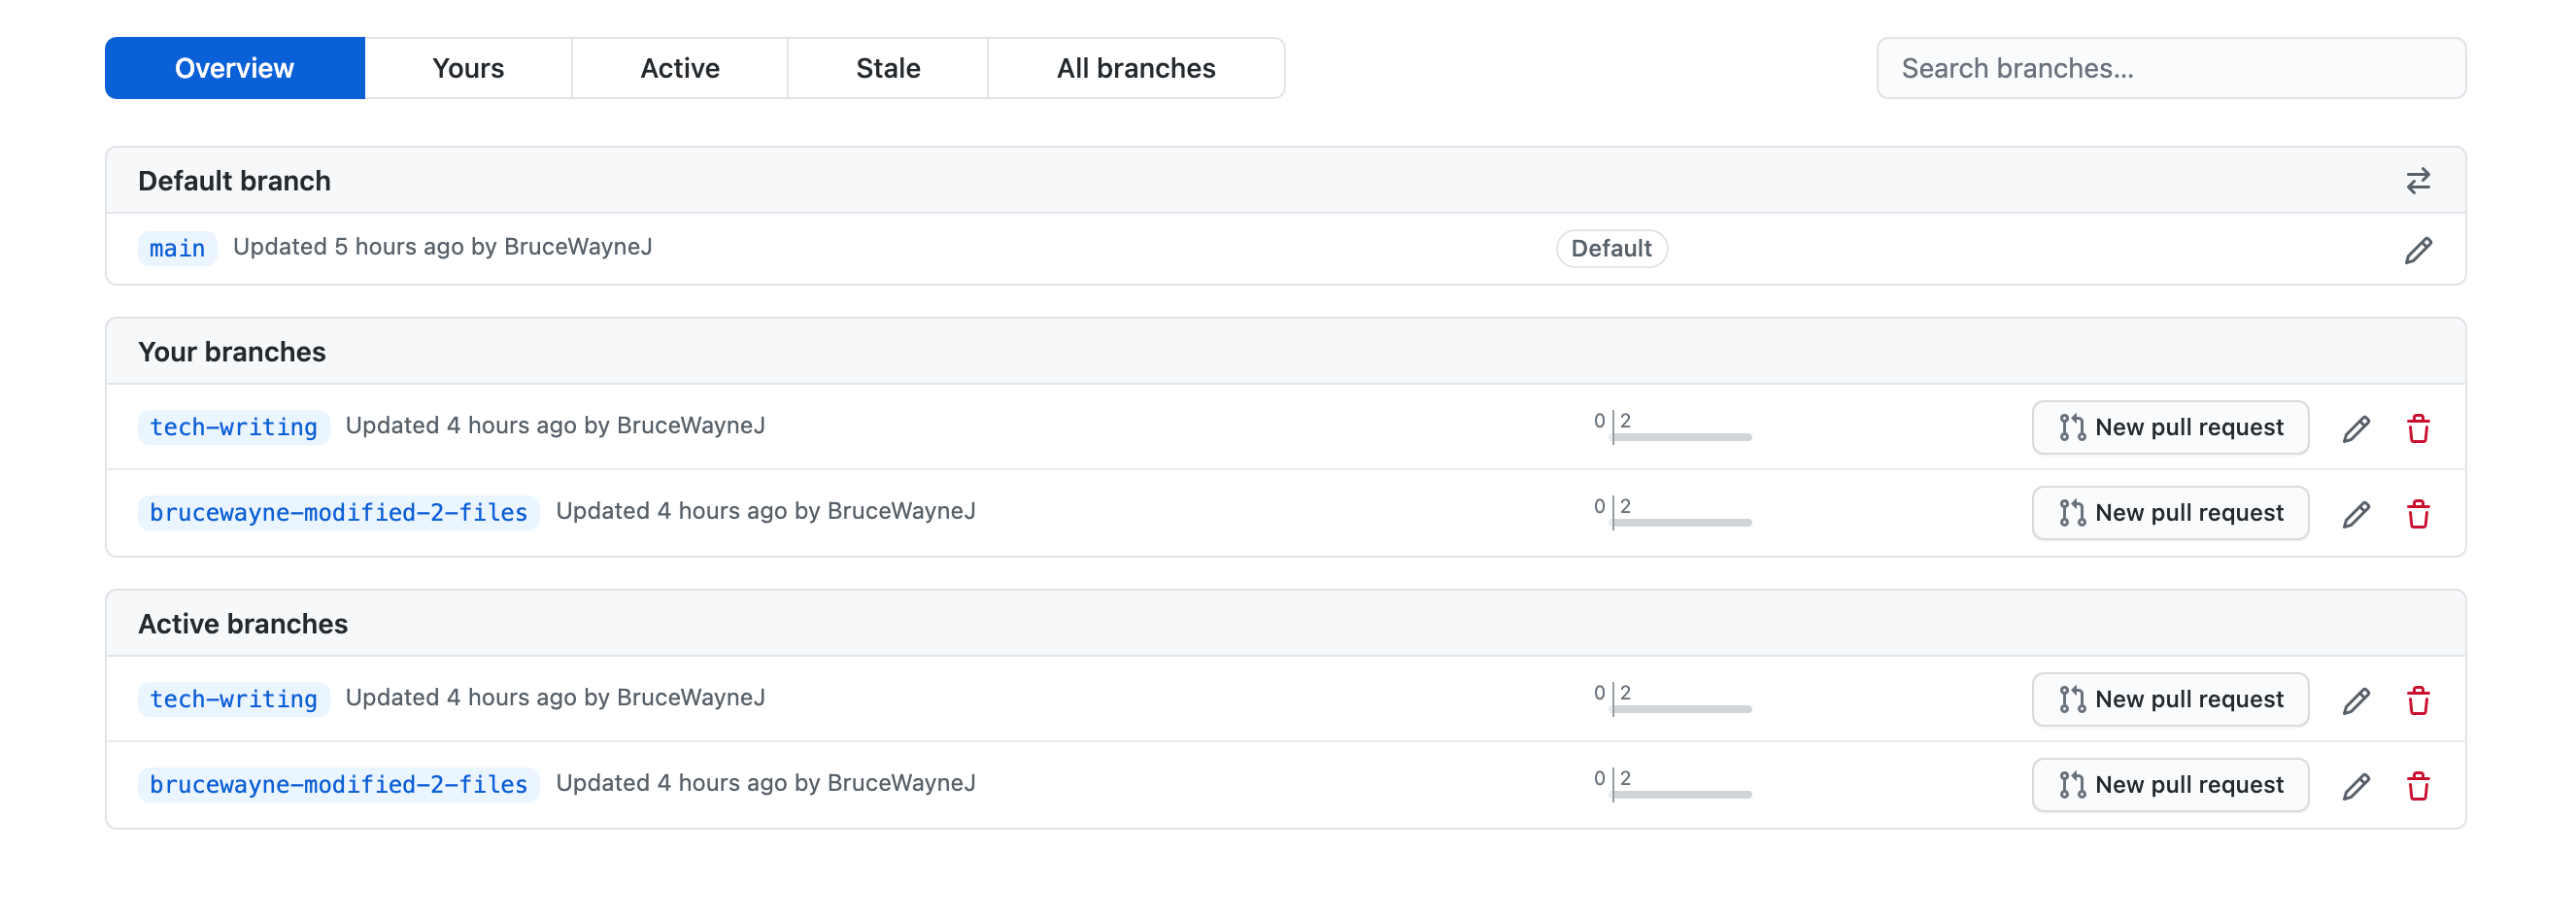 Overview Yours Active Stale All branches Search branches...
Default branch
main Updated 5 hours ago by BruceWayneJ Default
Your branches
tech-writing Updated 4 hours ago by BruceWayneJ 0 2 New pull request
brucewayne-modified-2-files Updated 4 hours ago by BruceWayneJ 0 2 New pull request
Active branches
tech-writing Updated 4 hours ago by BruceWayneJ 0 2 New pull request
brucewayne-modified-2-files Updated 4 hours ago by BruceWayneJ 0 2 New pull request